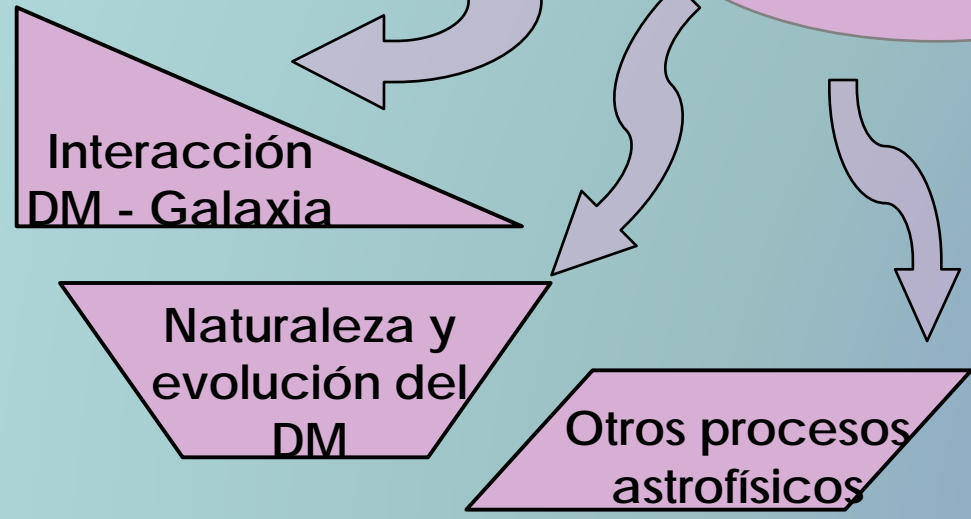 Interacción
DM - Galaxia
Naturaleza y
evolución del
DM
Otros procesos
astrofísicos